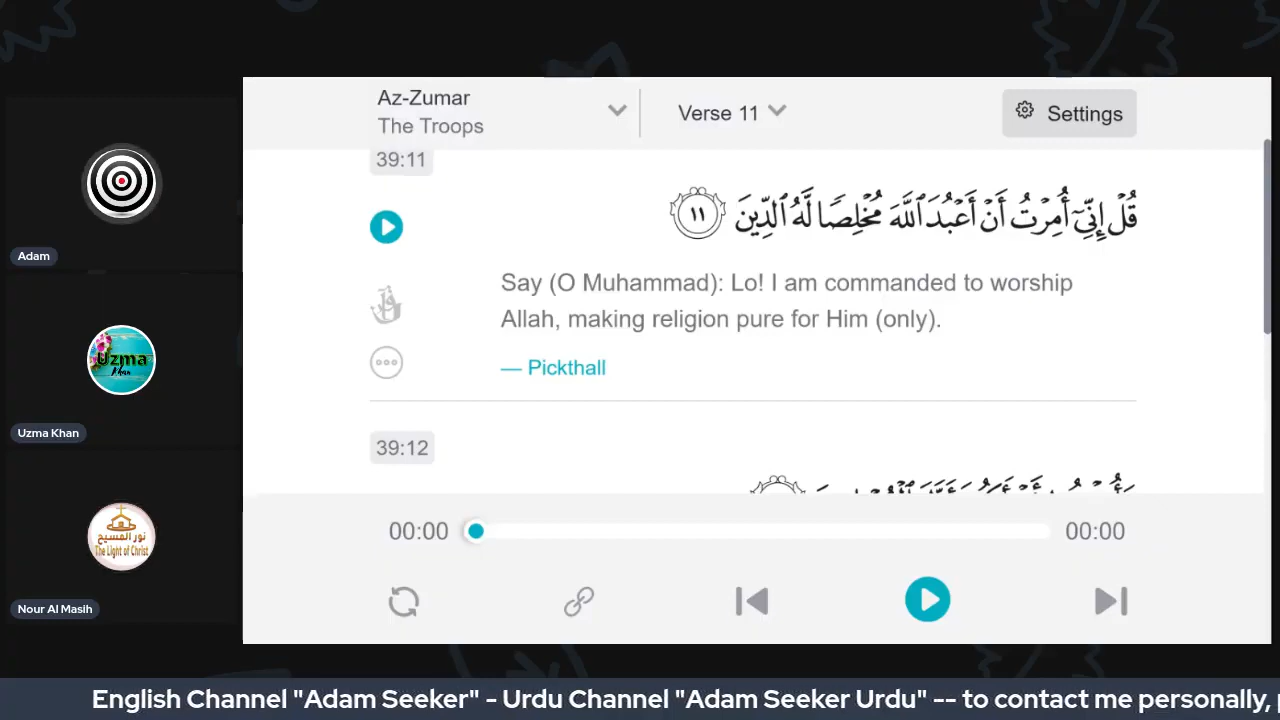 Az-Zumar
The Troops
Verse 11
Settings
39:11
قُلْ إِنِّىٓ أُمِرْتُ أَنْ أَعْبُدَ ٱللَّهَ مُخْلِصًا لَّهُ ٱلدِّينَ ١١
Say (O Muhammad): Lo! I am commanded to worship
Allah, making religion pure for Him (only).
— Pickthall
39:12
00:00
00:00
Adam
Uzma
Khan
Uzma Khan
نور المسيح
The Light of Christ
Nour Al Masih
English Channel "Adam Seeker" - Urdu Channel "Adam Seeker Urdu" -- to contact me personally,